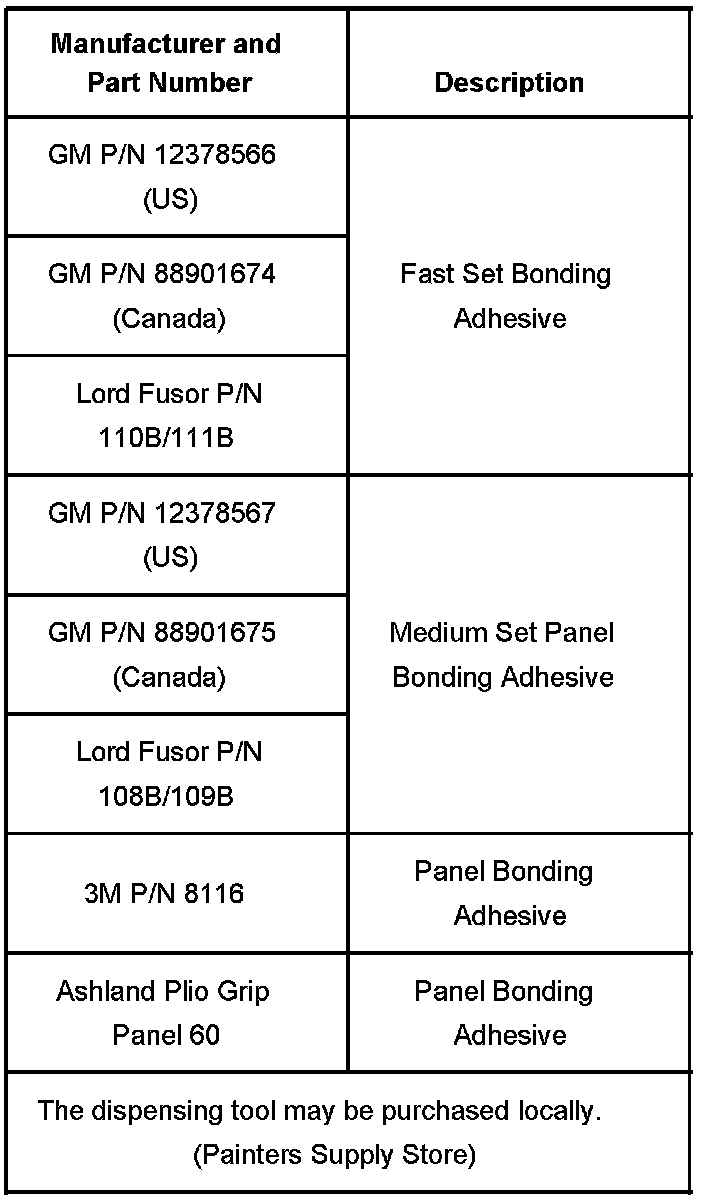 Manufacturer and
Part Number
Description
GM P/N 12378566
(US)
GM P/N 88901674
(Canada)
Lord Fusor P/N
110B/111B
Fast Set Bonding
Adhesive
GM P/N 12378567
(US)
GM P/N 88901675
(Canada)
Lord Fusor P/N
108B/109B
Medium Set Panel
Bonding Adhesive
3M P/N 8116
Panel Bonding
Adhesive
Ashland Plio Grip
Panel 60
Panel Bonding
Adhesive
The dispensing tool may be purchased locally.
(Painters Supply Store)